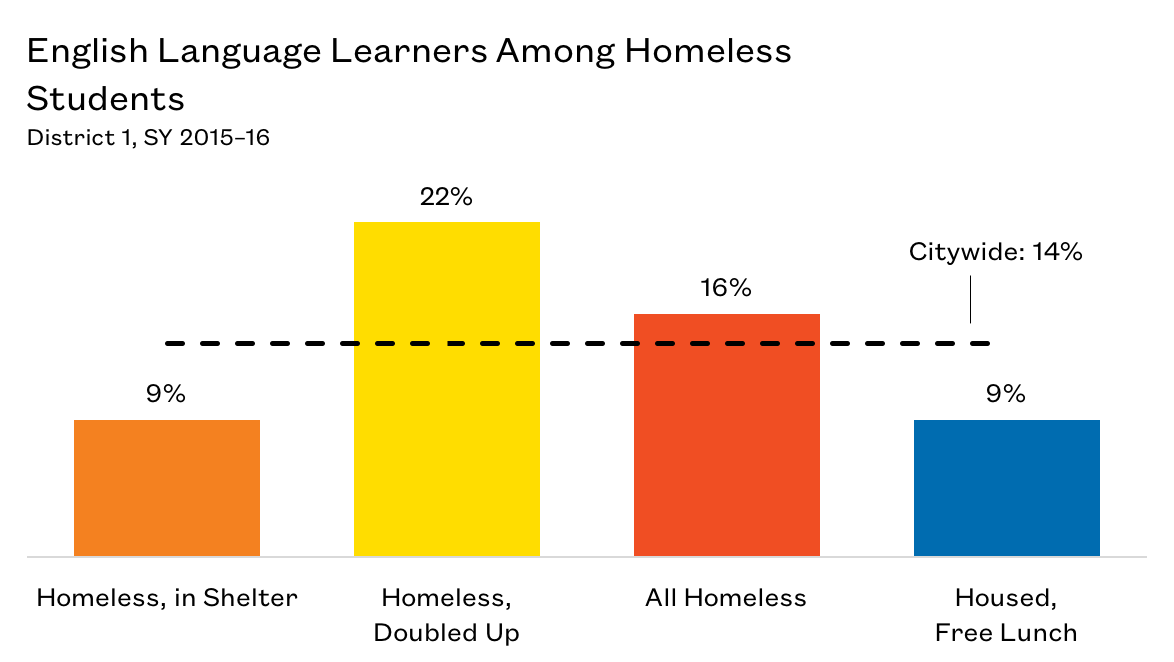 English Language Learners Among Homeless
Students
District 1, SY 2015–16
22%
Citywide: 14%
16%
9%
9%
Homeless, in Shelter
Homeless,
Doubled Up
All Homeless
Housed,
Free Lunch